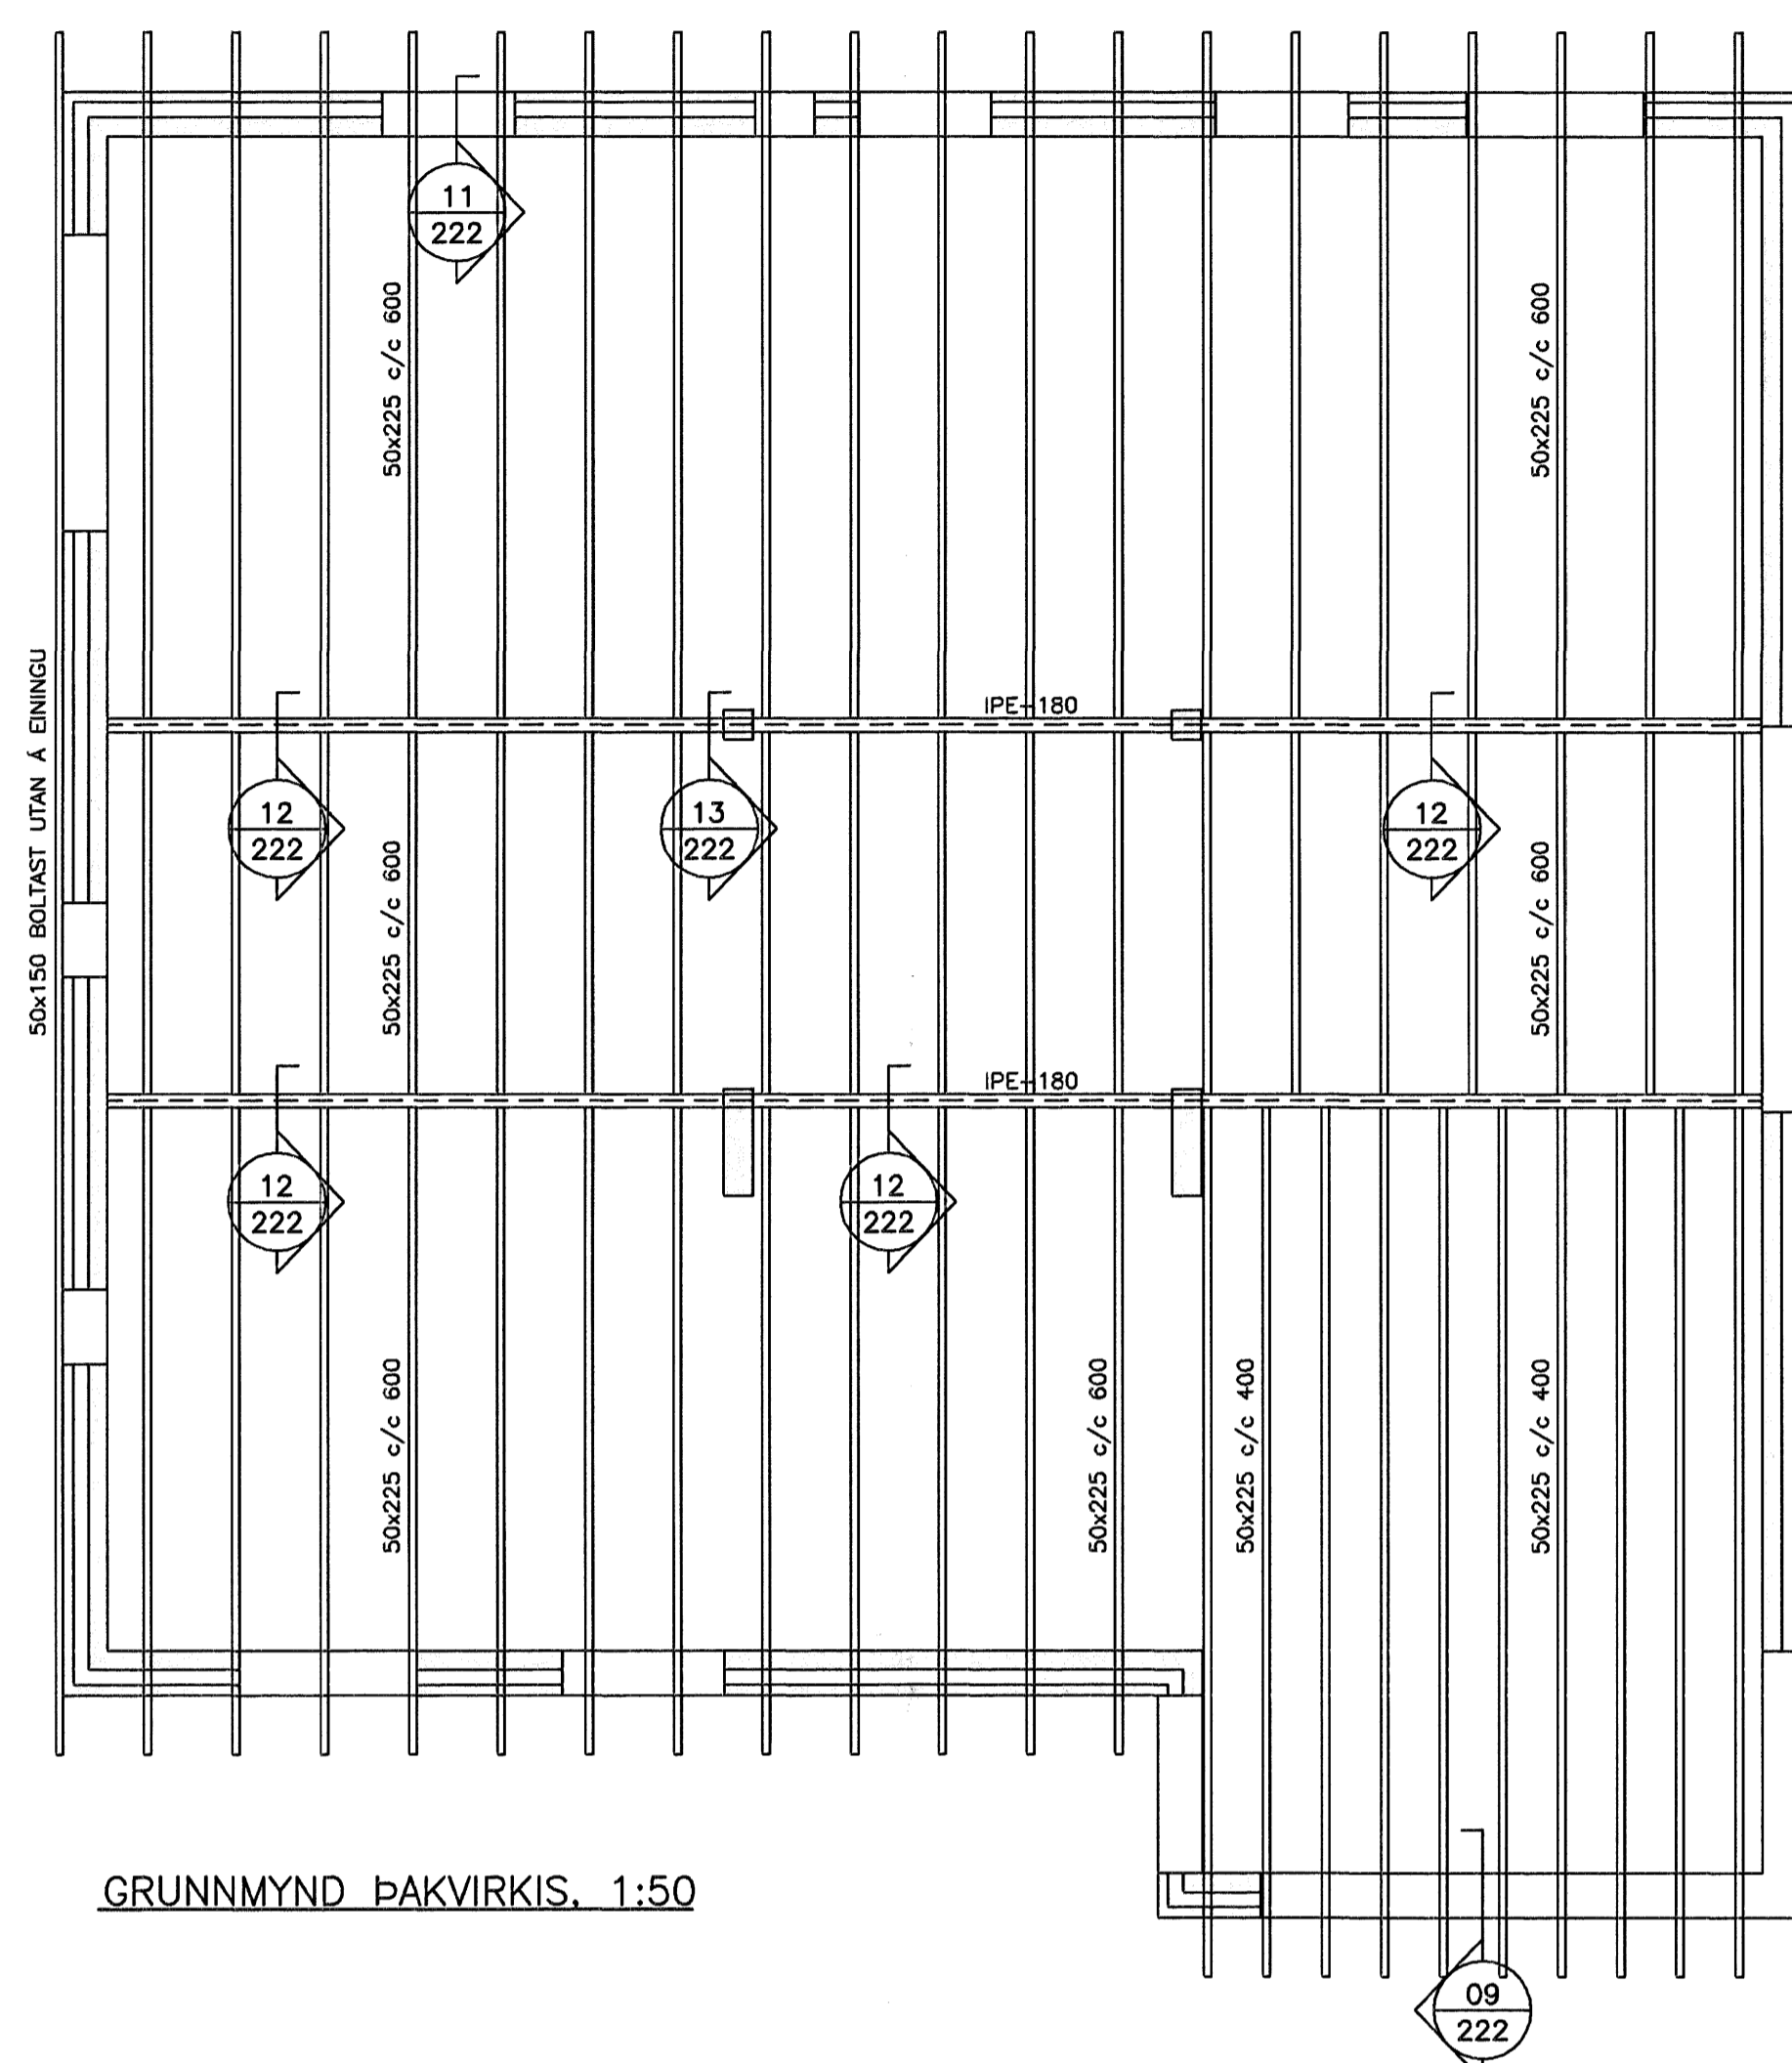 11
222
50x225 c/c 600
50x225 c/c 600
50x150 BOLTAST UTAN Á EININGU
IPE-180
12
222
13
222
12
222
50x225 c/c 600
50x225 c/c 600
IPE-180
12
222
12
222
50x225 c/c 600
50x225 c/c 600
50x225 c/c 400
50x225 c/c 400
GRUNNMYND ÞAKVIRKIS, 1:50
09
222